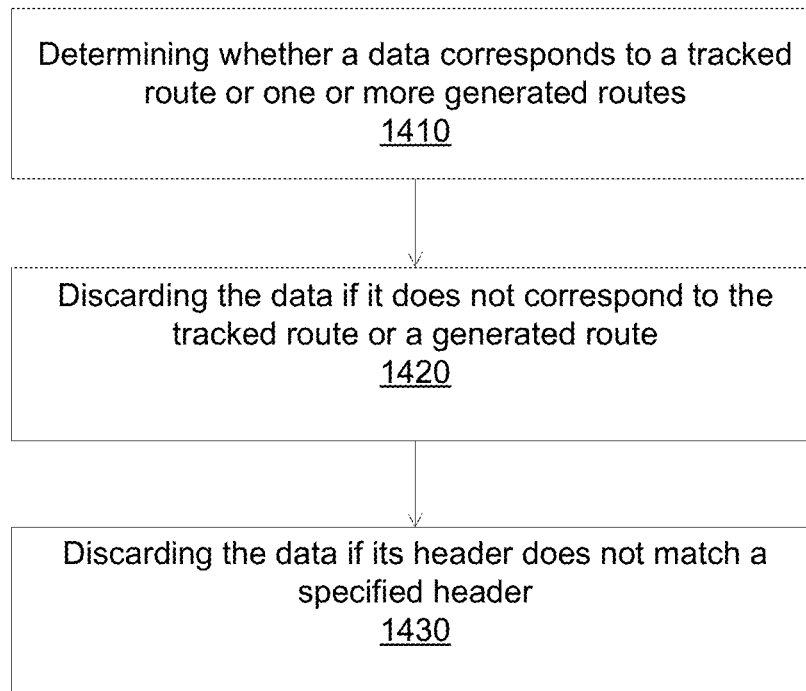 Determining whether a data corresponds to a tracked
route or one or more generated routes
1410
Discarding the data if it does not correspond to the
tracked route or a generated route
1420
Discarding the data if its header does not match a
specified header
1430